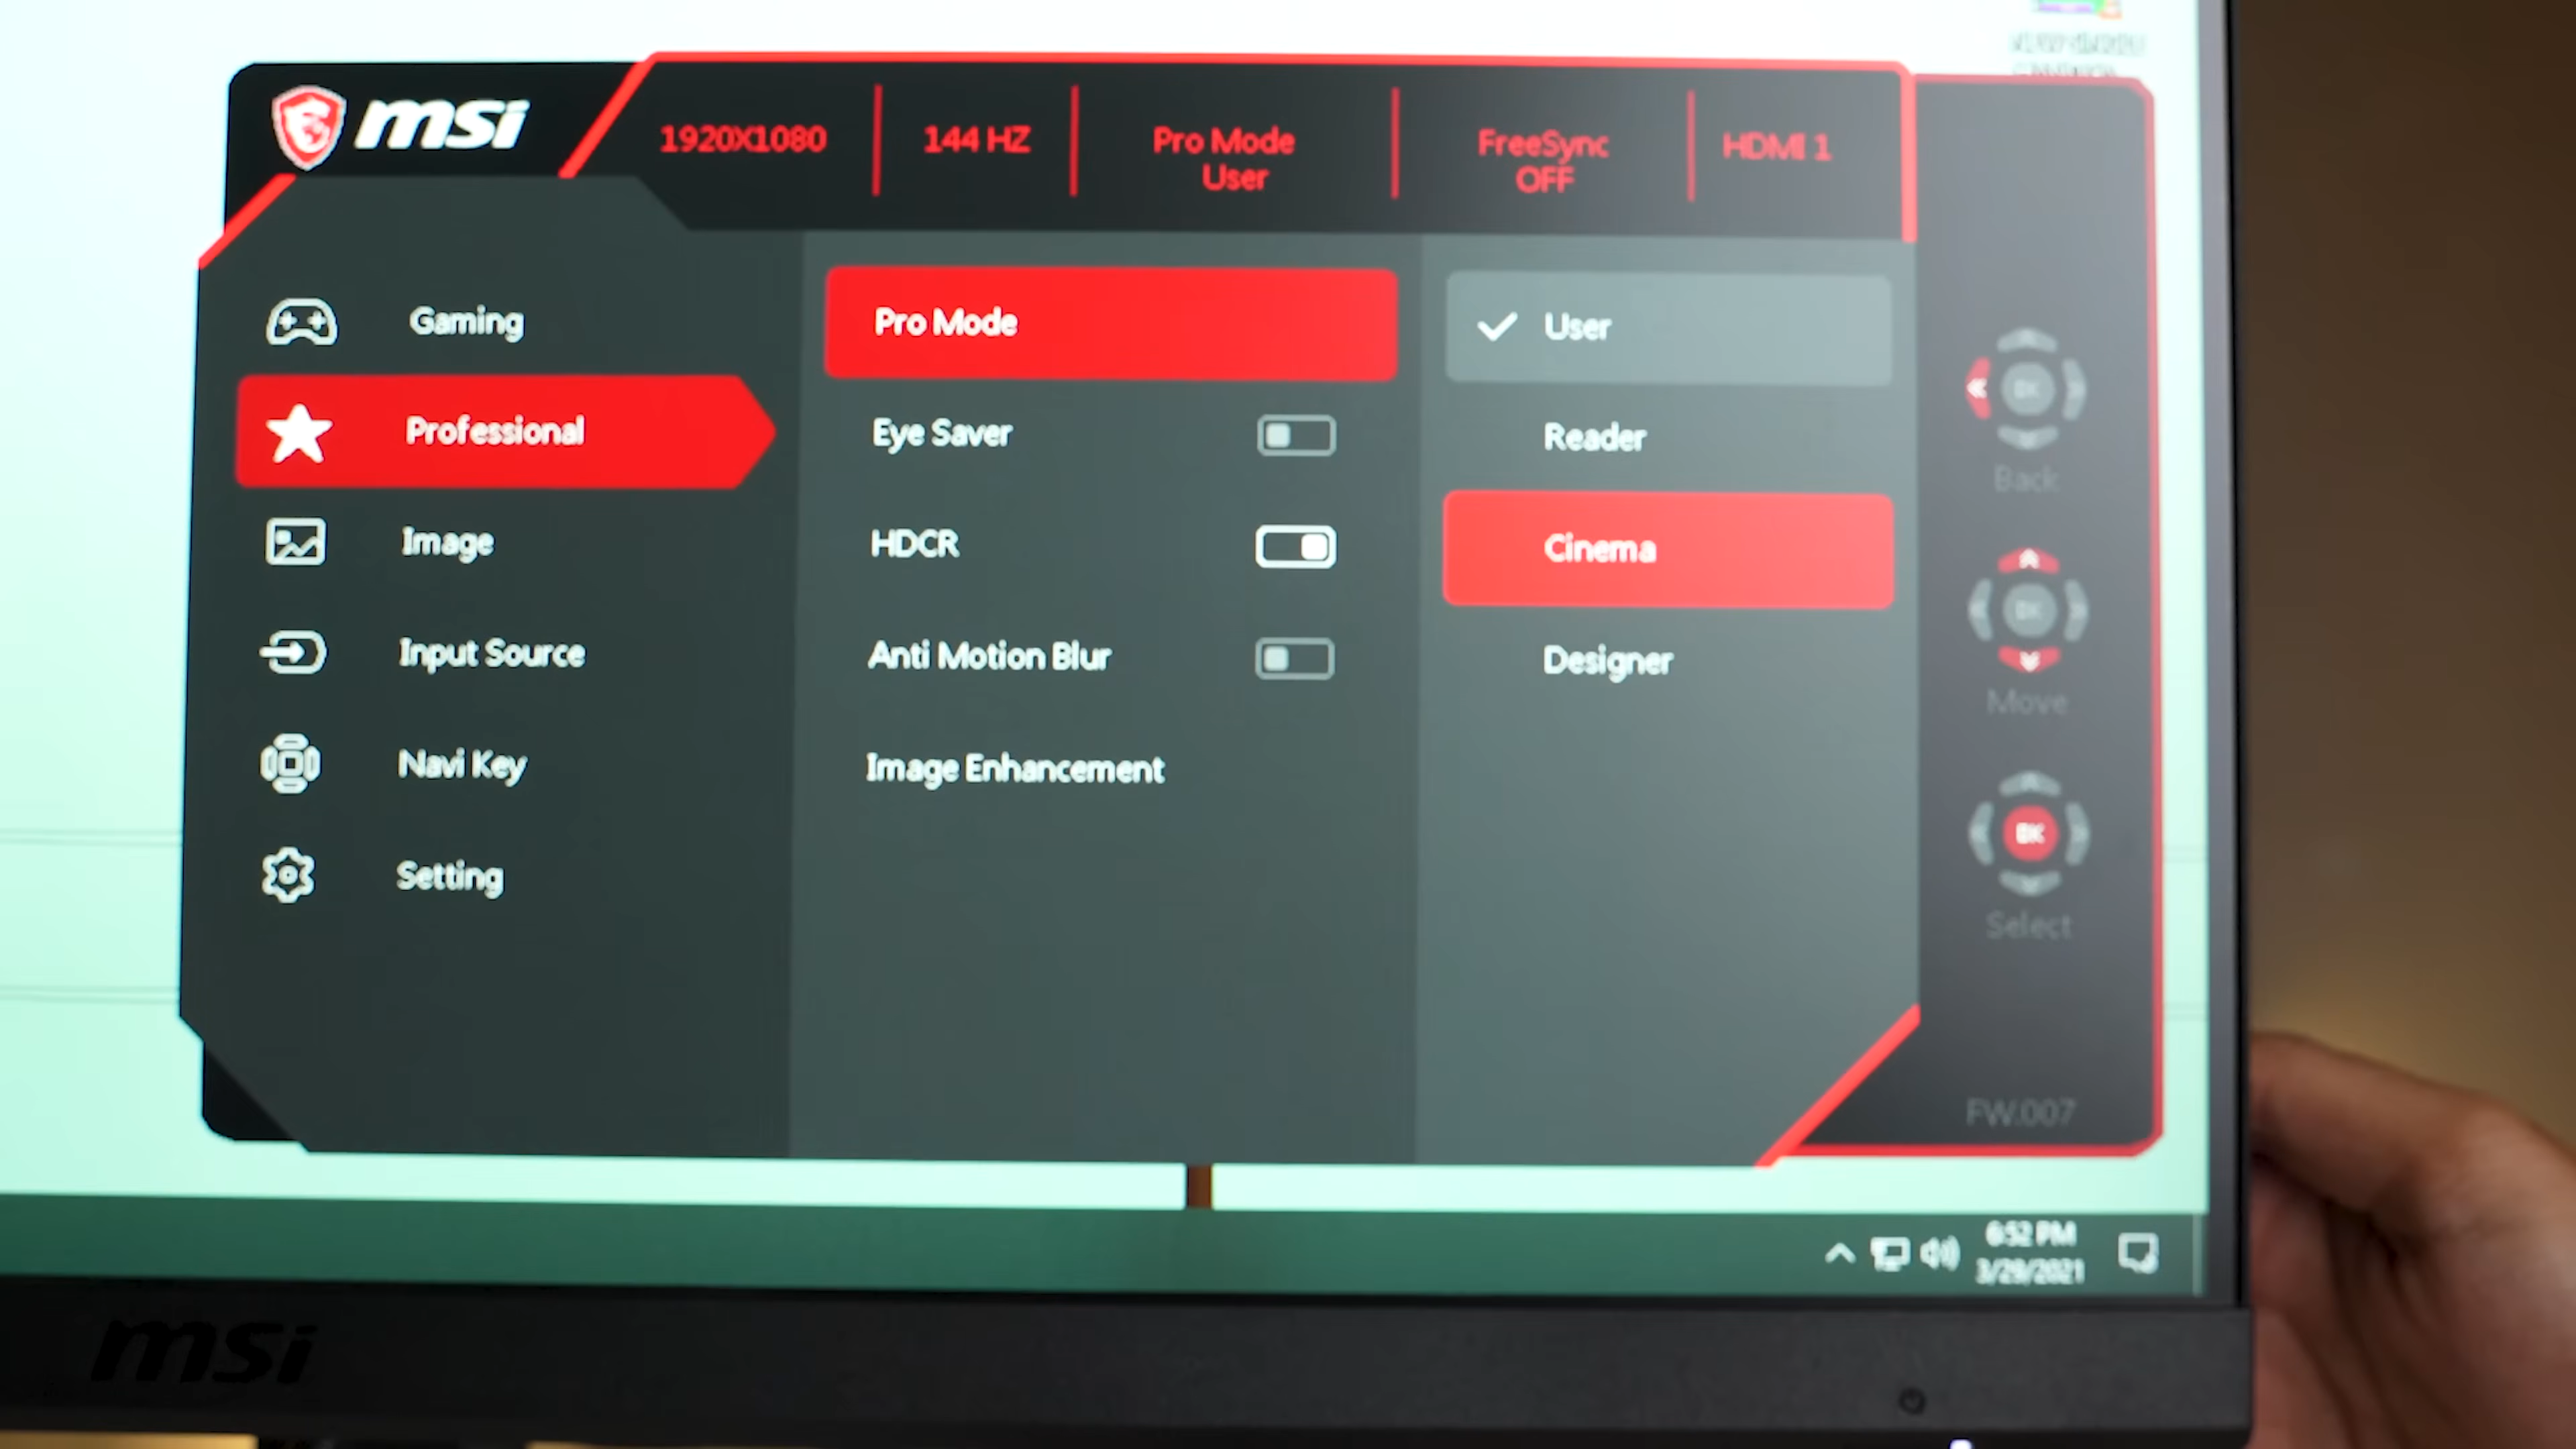 msi
1920X1080
144 HZ
Pro Mode
User
FreeSync
OFF
HDMI 1
Gaming
Professional
Image
Input Source
Navi Key
Setting
Pro Mode
Eye Saver
HDCR
Anti Motion Blur
Image Enhancement
User
Reader
Cinema
Designer
Back
Move
OK
Select
FW.007
6:52 PM
3/29/2021
msi